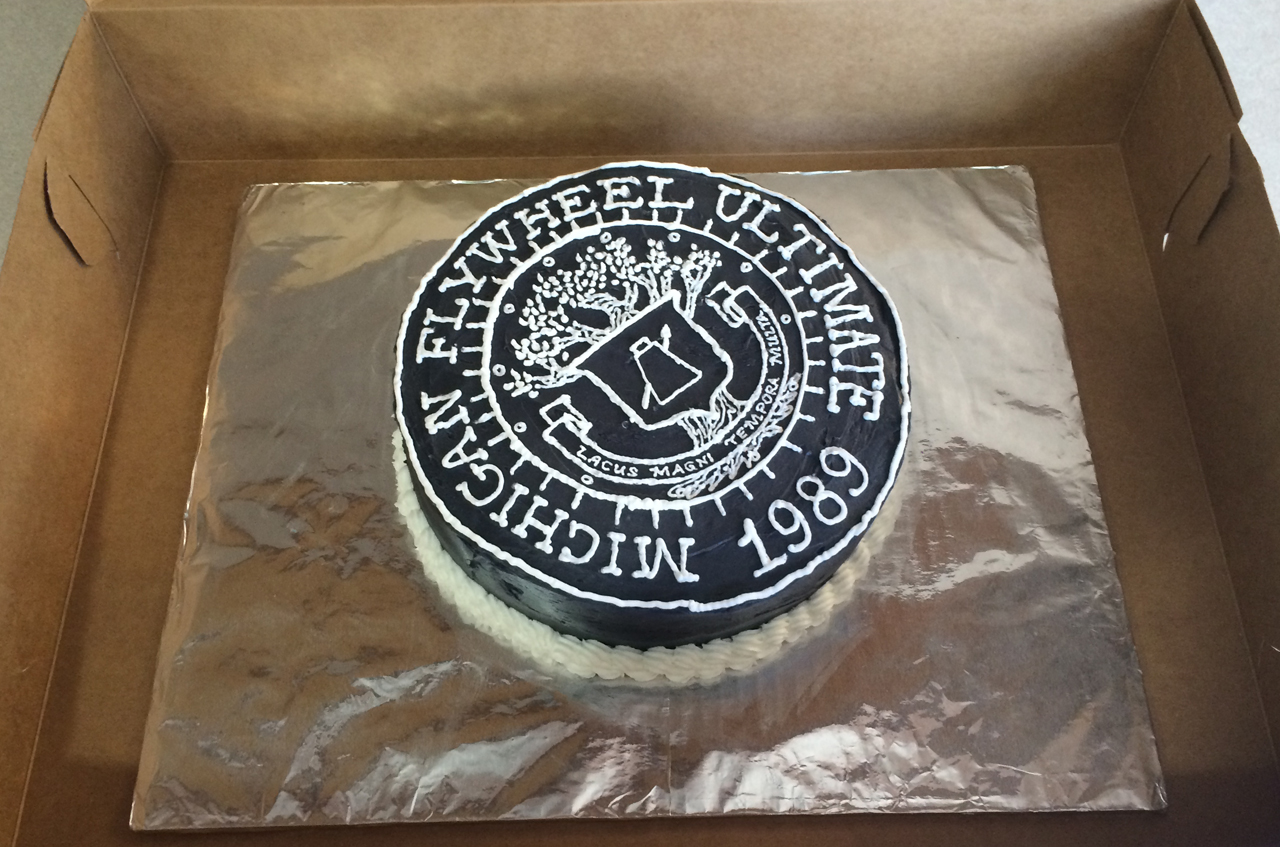 MICHIGAN FLYWHEEL ULTIMATE
1989
LACUS MAGNI TEMPORA MULTA